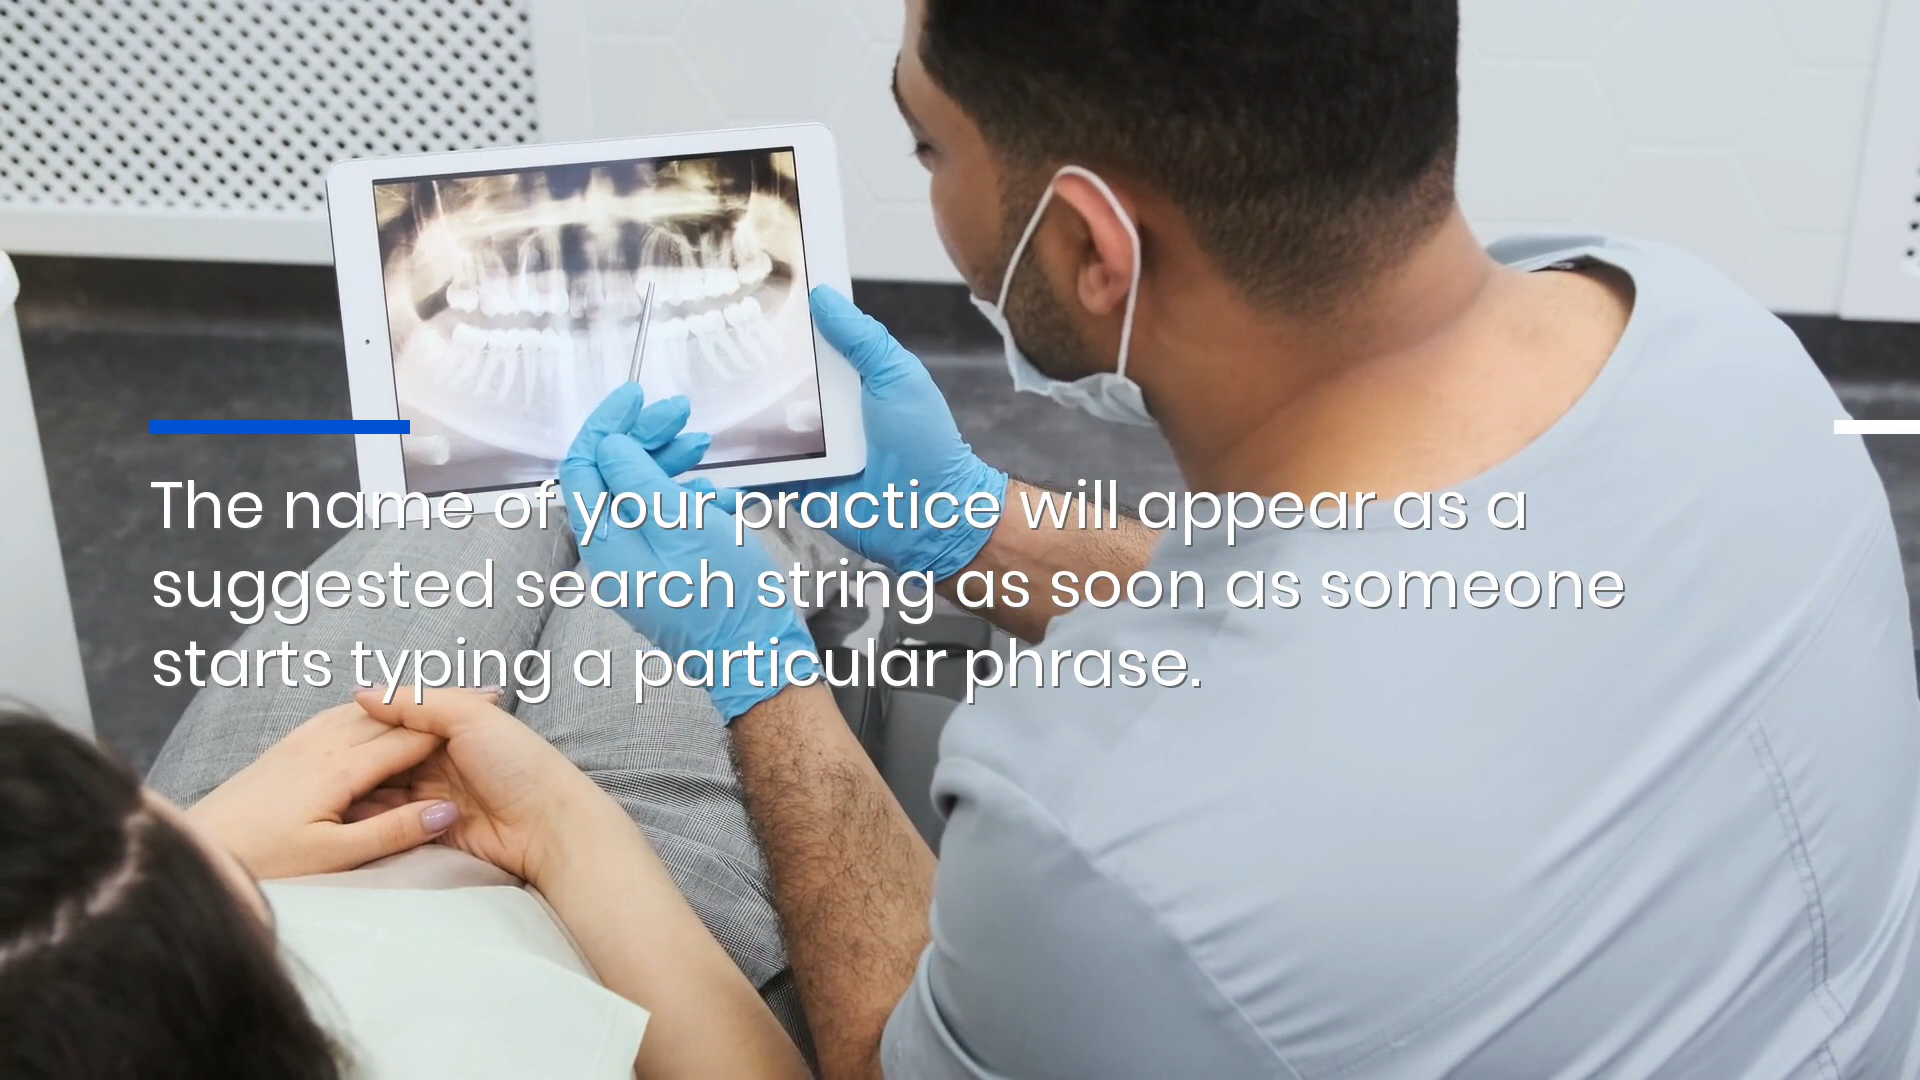 The name of your practice will appear as a
suggested search string as soon as someone
starts typing a particular phrase.